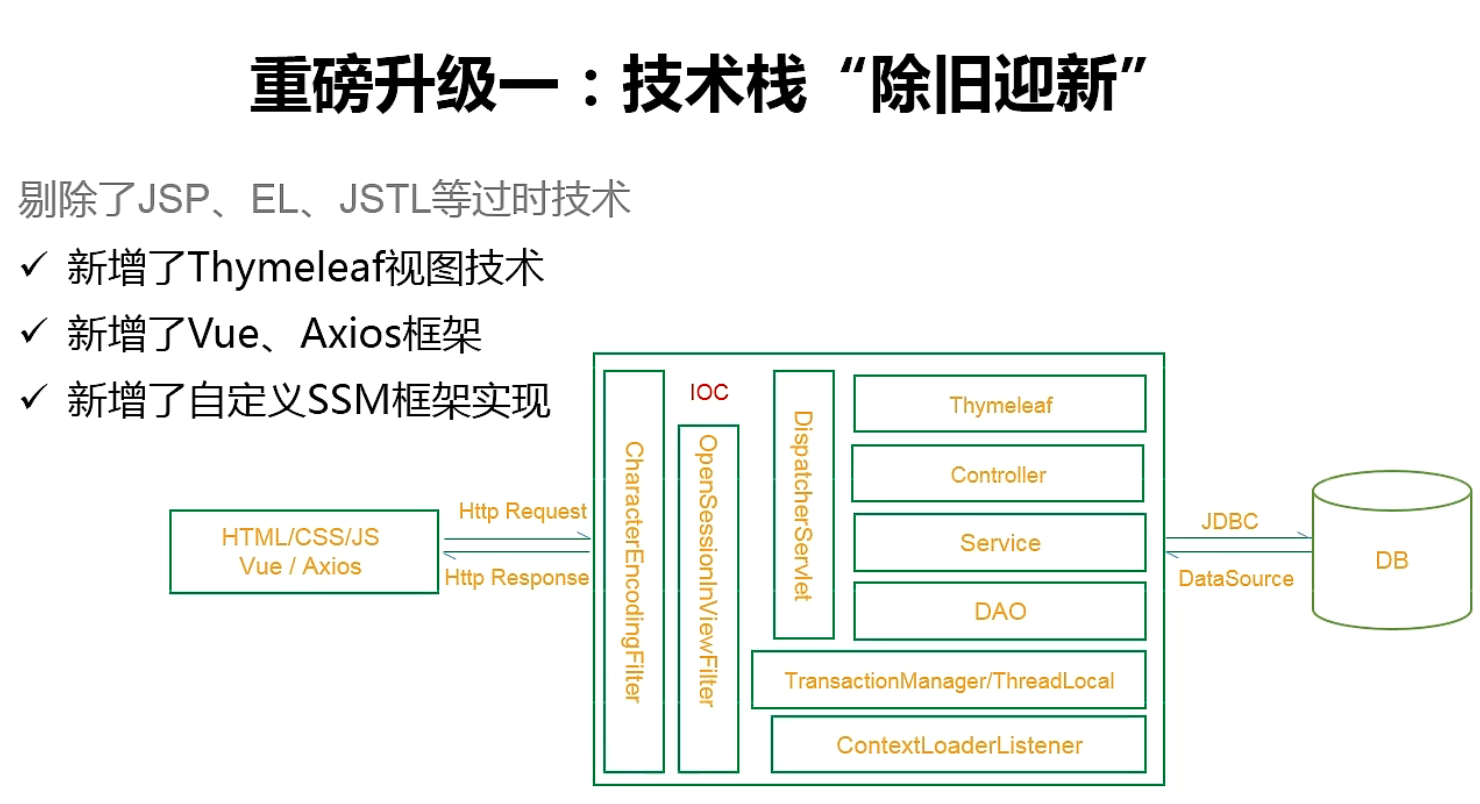 重磅升级一：技术栈“除旧迎新”
剔除了JSP、EL、JSTL等过时技术
✓ 新增了Thymeleaf视图技术
✓ 新增了Vue、Axios框架
✓ 新增了自定义SSM框架实现
HTML/CSS/JS
Vue / Axios
Http Request
Http Response
CharacterEncodingFilter
IOC
OpenSessionInViewFilter
DispatcherServlet
Thymeleaf
Controller
Service
DAO
TransactionManager/ThreadLocal
ContextLoaderListener
JDBC
DataSource
DB